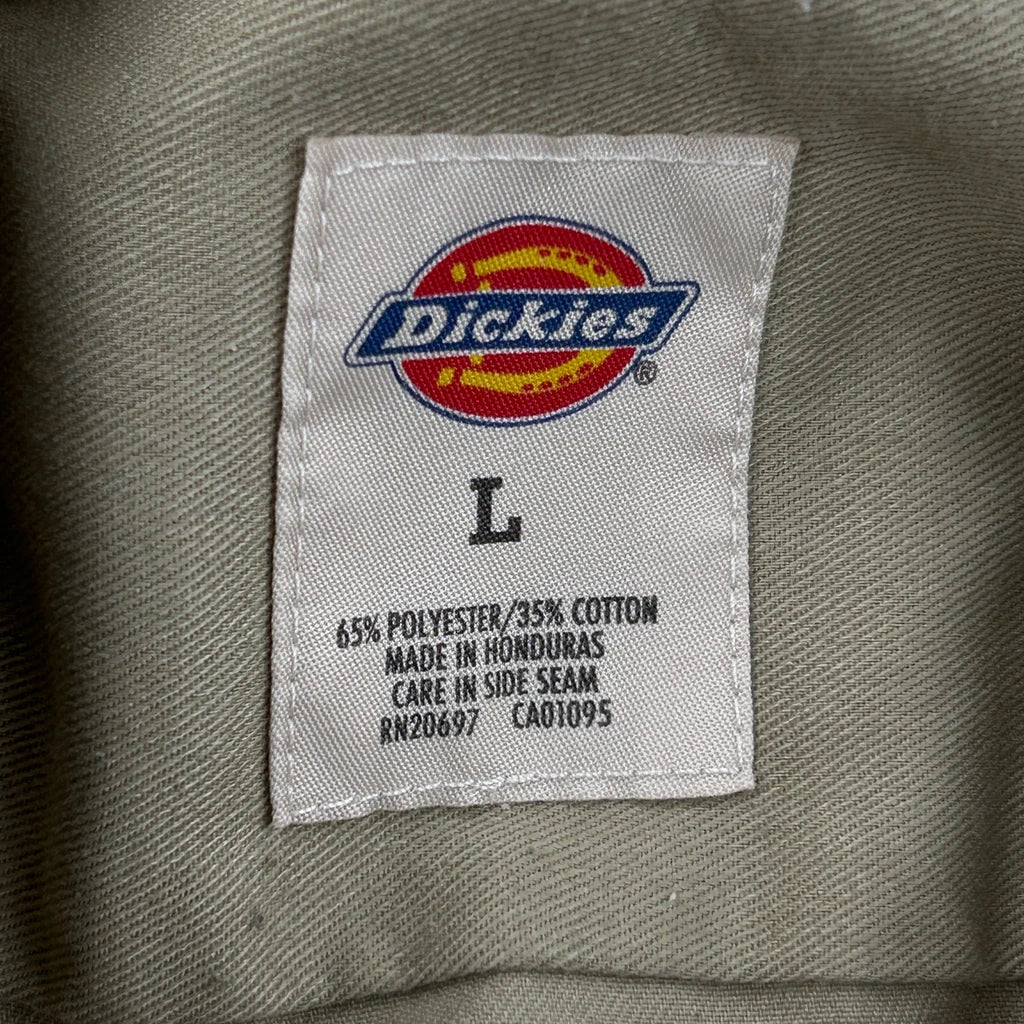 Dickies
®
L
65% POLYESTER/35% COTTON
MADE IN HONDURAS
CARE IN SIDE SEAM
RN20697 CA01095